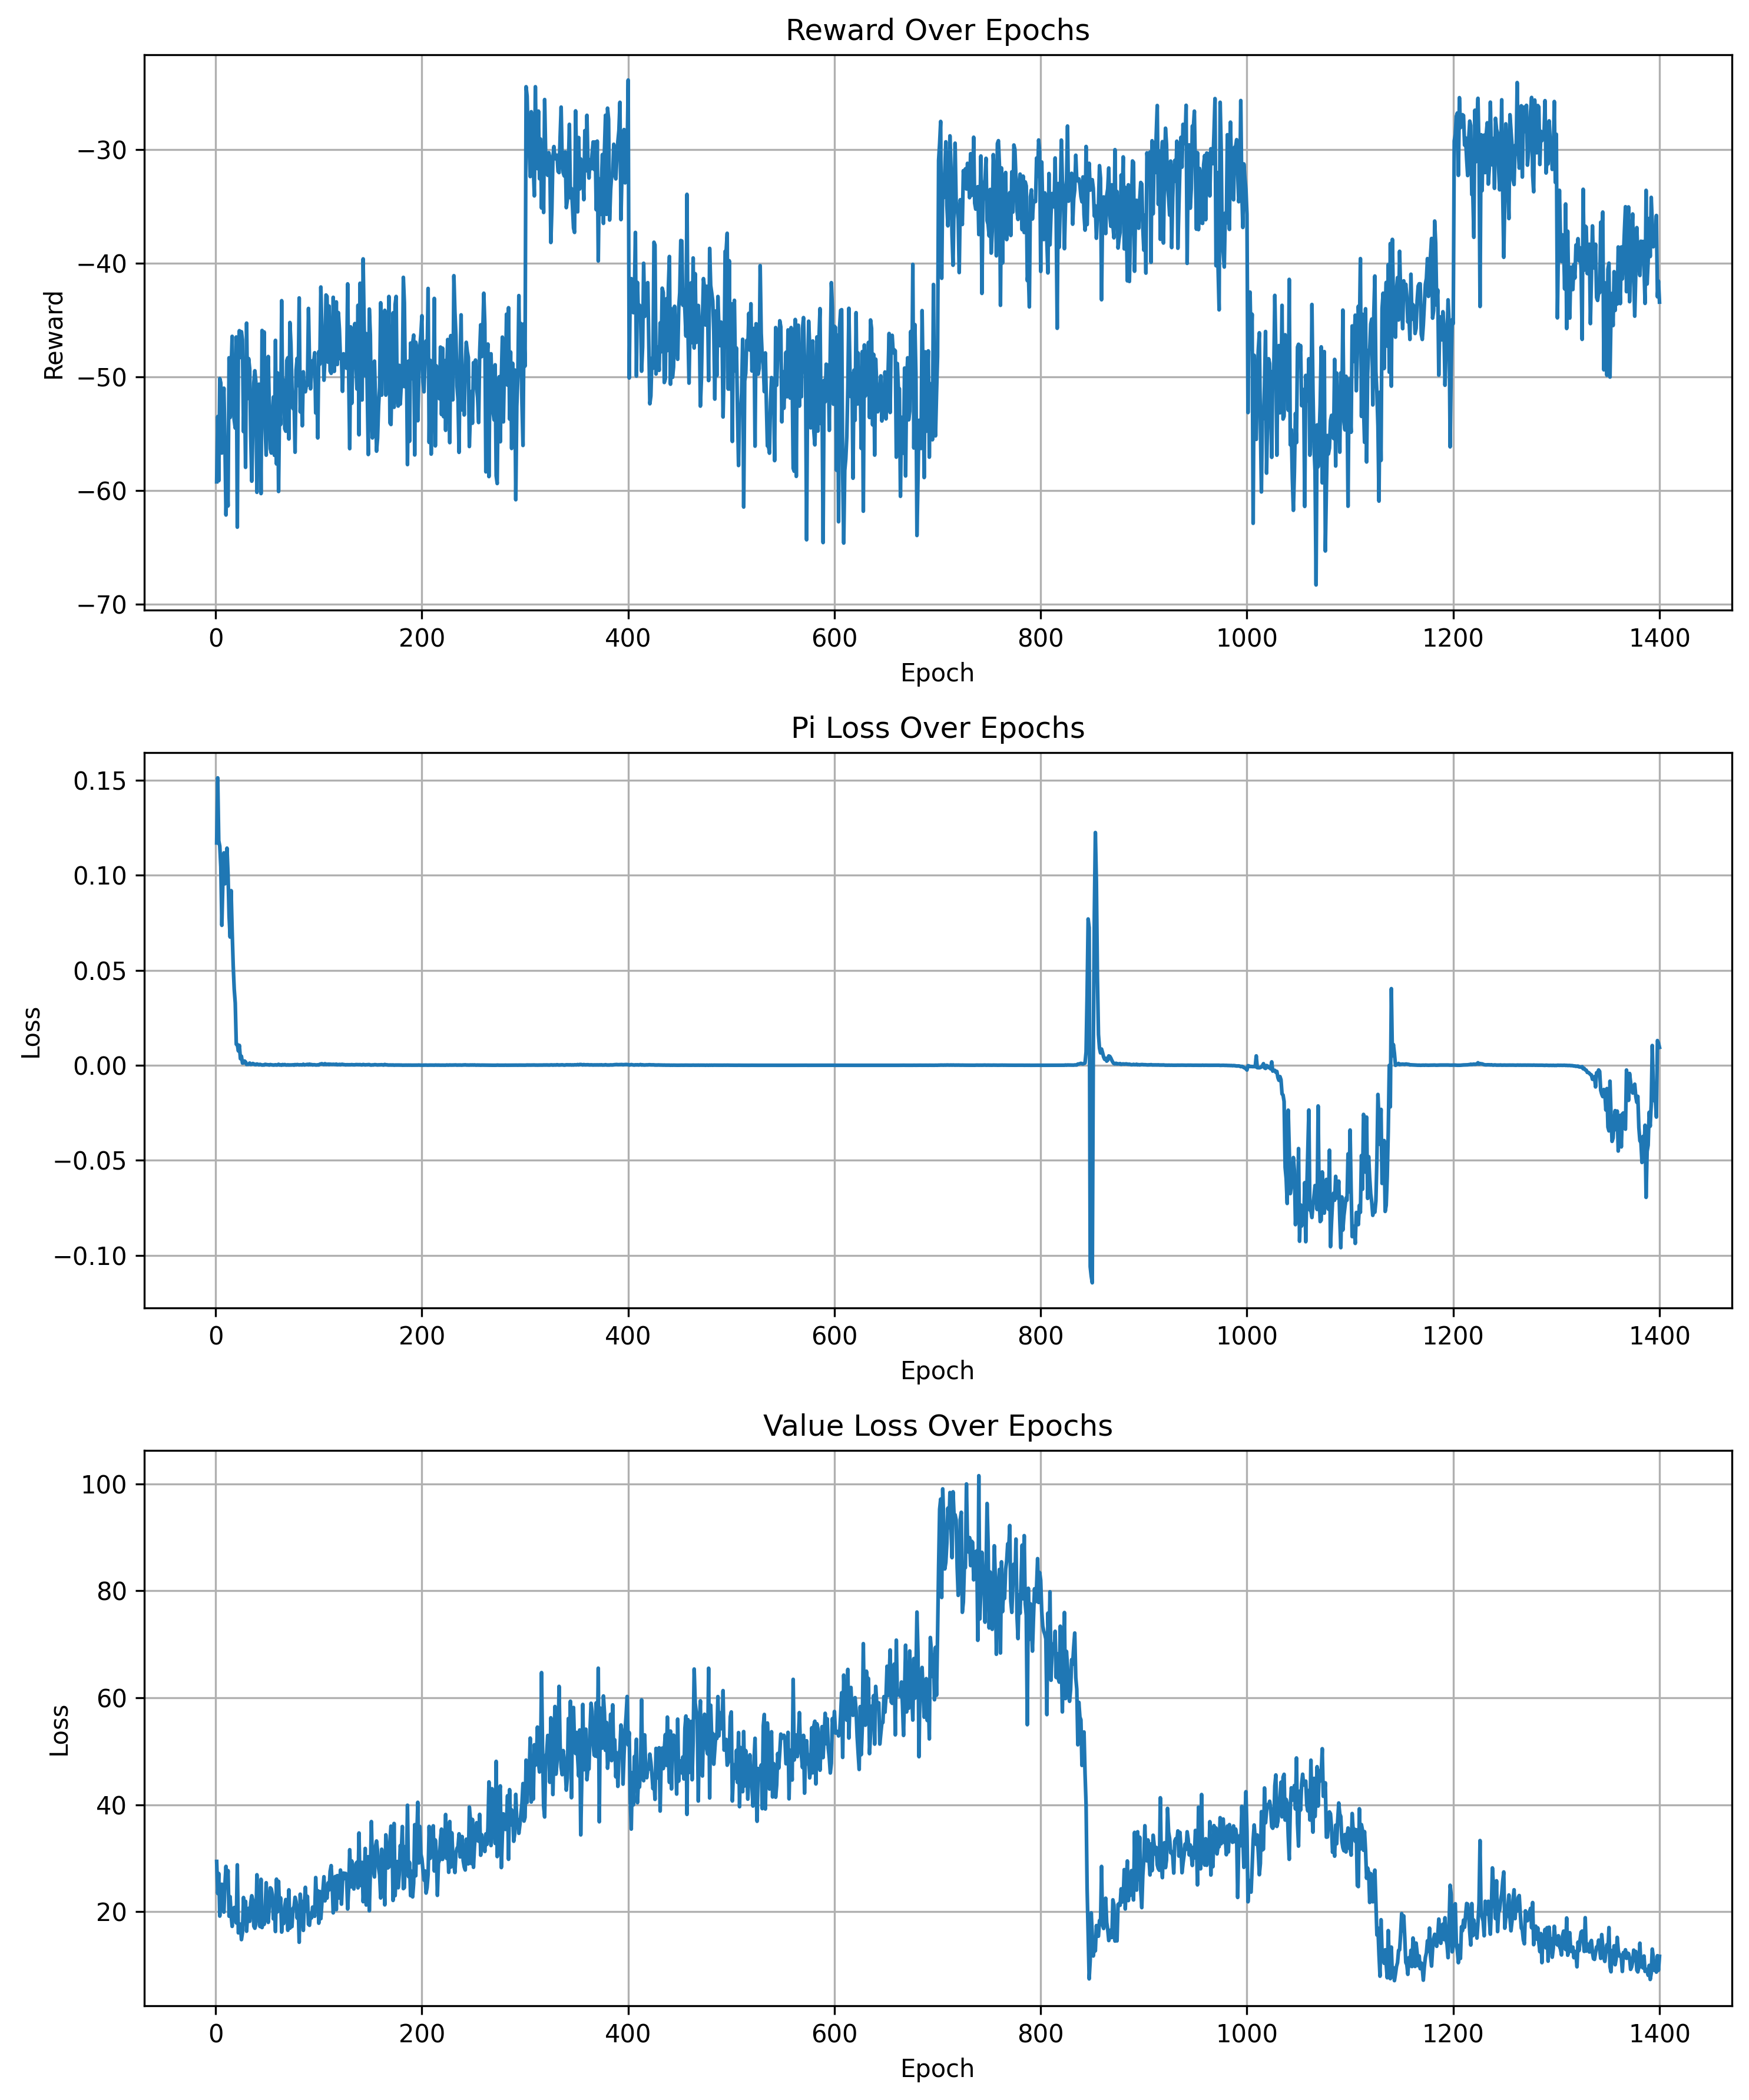 Reward Over Epochs
−30
−40
−50
−60
−70
Reward
0 200 400 600 800 1000 1200 1400
Epoch
Pi Loss Over Epochs
0.15
0.10
0.05
0.00
−0.05
−0.10
Loss
0 200 400 600 800 1000 1200 1400
Epoch
Value Loss Over Epochs
100
80
60
40
20
Loss
0 200 400 600 800 1000 1200 1400
Epoch